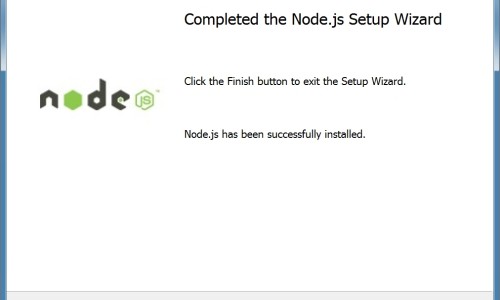 Completed the Node.js Setup Wizard
node JS™
Click the Finish button to exit the Setup Wizard.
Node.js has been successfully installed.